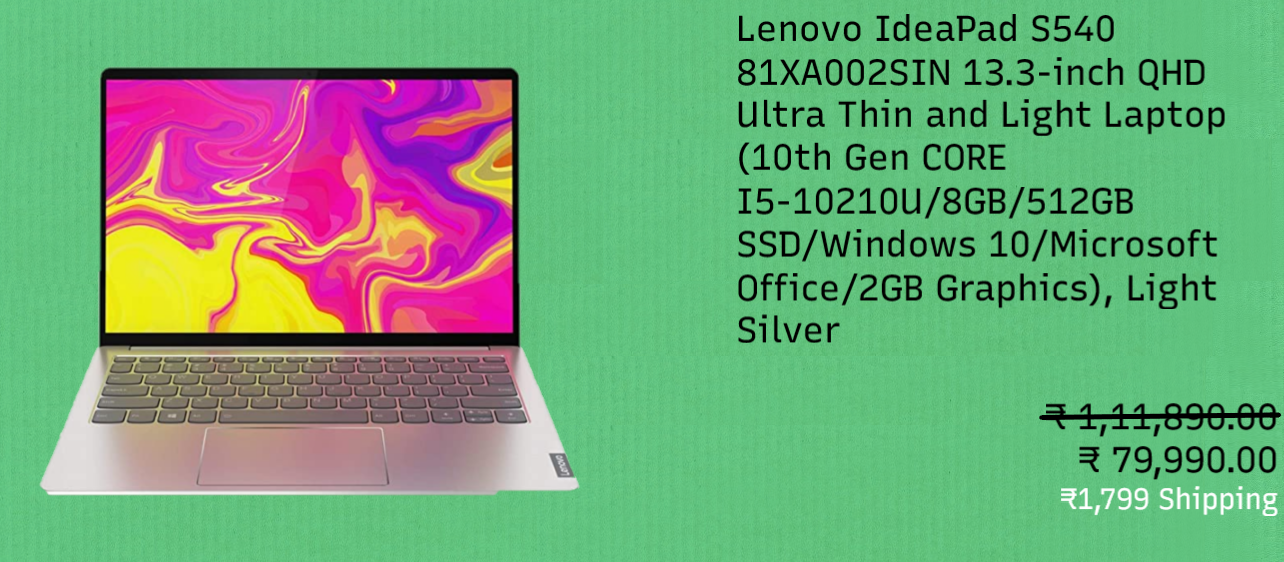 Lenovo IdeaPad S540
81XA002SIN 13.3-inch QHD
Ultra Thin and Light Laptop
(10th Gen CORE
I5-10210U/8GB/512GB
SSD/Windows 10/Microsoft
Office/2GB Graphics), Light
Silver
₹ 1,11,890.00
₹ 79,990.00
₹1,799 Shipping
Lenovo